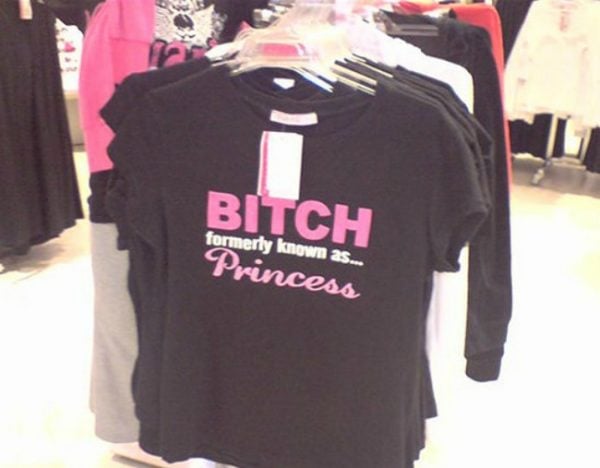 BITCH
formerly known as...
Princess